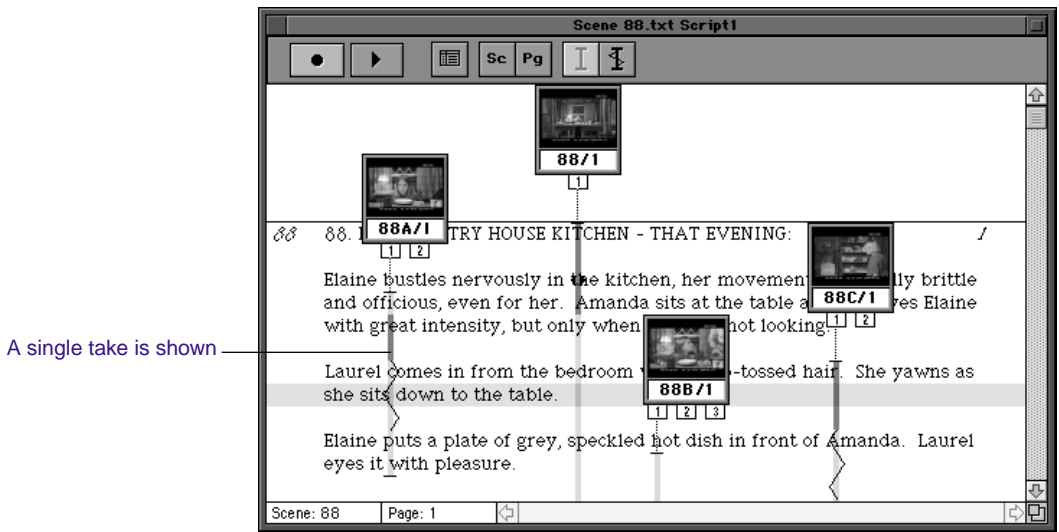 Scene 88.txt Script1
Sc Pg
88/1
1
88A/1
1 2
88 88. TRY HOUSE KITCHEN - THAT EVENING: 1
88C/1
1 2
Elaine bustles nervously in the kitchen, her movemen lly brittle
and officious, even for her. Amanda sits at the table a es Elaine
with great intensity, but only when not looking.
A single take is shown
88B/1
1 2 3
Laurel comes in from the bedroom -tossed hair. She yawns as
she sits down to the table.
Elaine puts a plate of grey, speckled hot dish in front of Amanda. Laurel
eyes it with pleasure.
Scene: 88 Page: 1